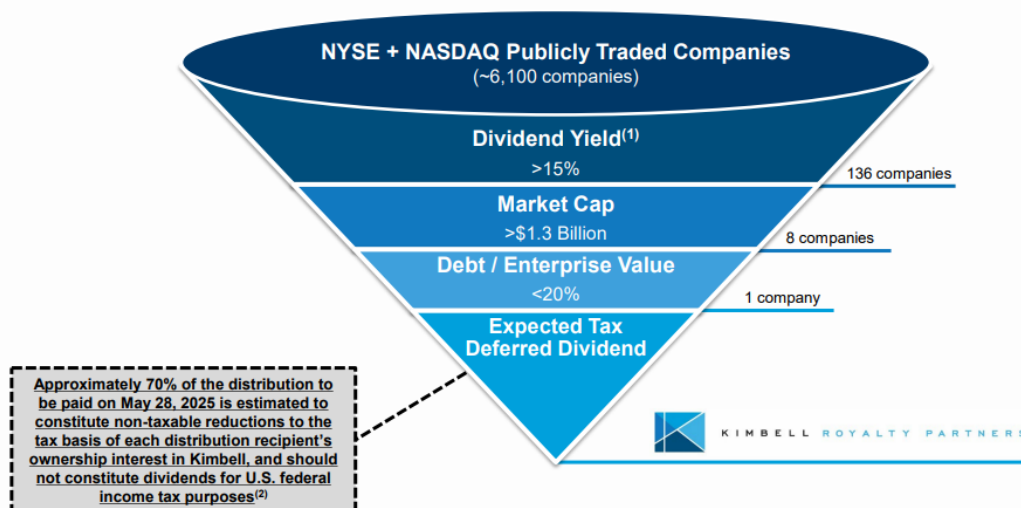 NYSE + NASDAQ Publicly Traded Companies
(~6,100 companies)
Dividend Yield(1)
>15%
136 companies
Market Cap
>$1.3 Billion
8 companies
Debt / Enterprise Value
<20%
1 company
Expected Tax
Deferred Dividend
Approximately 70% of the distribution to
be paid on May 28, 2025 is estimated to
constitute non-taxable reductions to the
tax basis of each distribution recipient's
ownership interest in Kimbell, and should
not constitute dividends for U.S. federal
income tax purposes(2)
KIMBELL ROYALTY PARTNERS